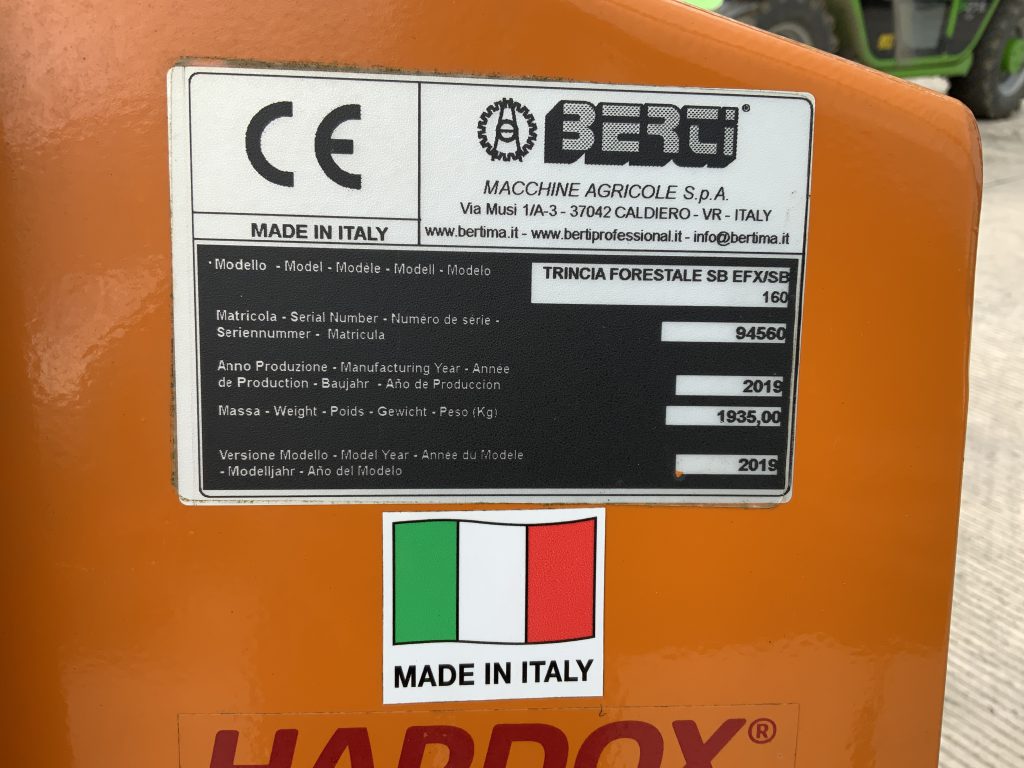 CE
BERTI®
MACCHINE AGRICOLE S.p.A.
Via Musi 1/A-3 - 37042 CALDIERO - VR - ITALY
MADE IN ITALY
www.bertima.it - www.bertiprofessional.it - info@bertima.it
Modello - Model - Modèle - Modell - Modelo
TRINCIA FORESTALE SB EFX/SB
160
Matricola - Serial Number - Numéro de série -
Seriennummer - Matricula
94560
Anno Produzione - Manufacturing Year - Année
de Production - Baujahr - Año de Producción
2019
Massa - Weight - Poids - Gewicht - Peso (Kg)
1935,00
Versione Modello - Model Year - Année du Modele
- Modelljahr - Año del Modelo
2019
MADE IN ITALY
HARDOX®